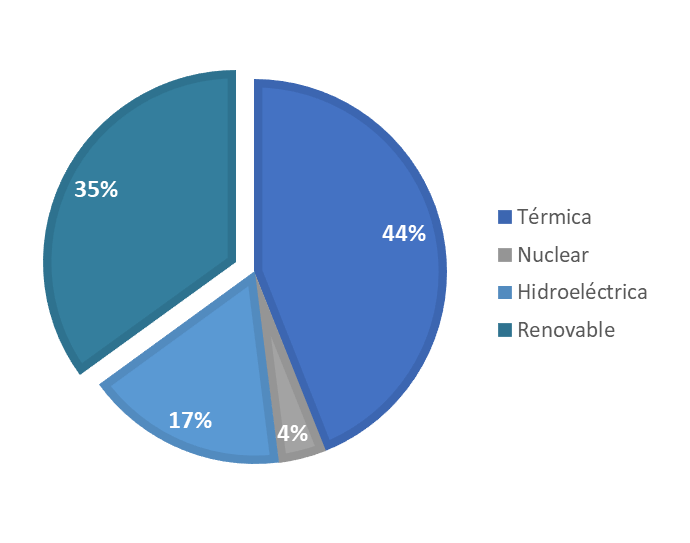 35%
44%
17%
4%
Térmica
Nuclear
Hidroeléctrica
Renovable